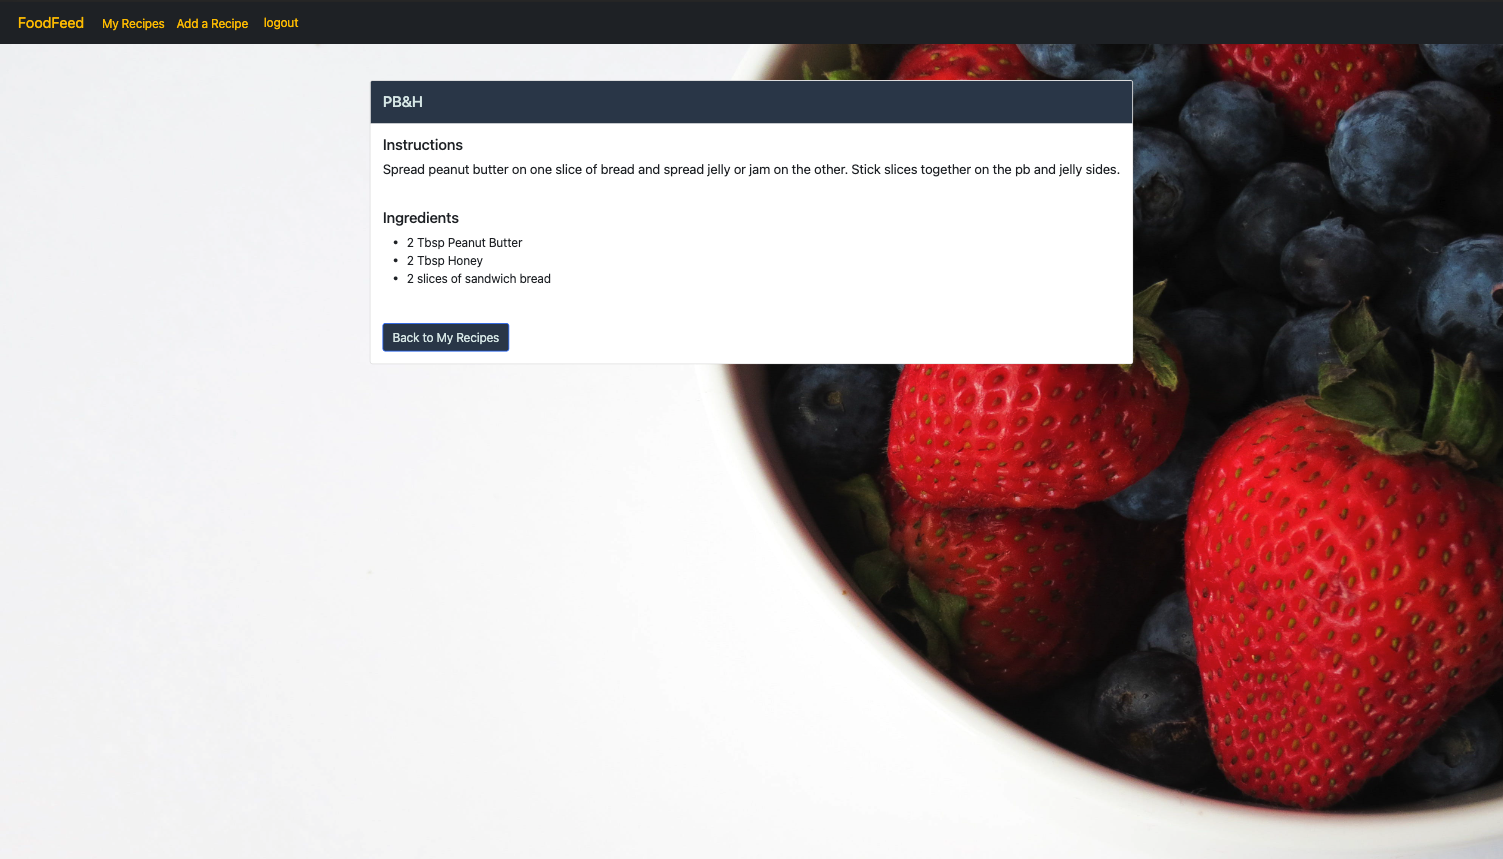 FoodFeed My Recipes Add a Recipe logout
PB&H
Instructions
Spread peanut butter on one slice of bread and spread jelly or jam on the other. Stick slices together on the pb and jelly sides.
Ingredients
• 2 Tbsp Peanut Butter
• 2 Tbsp Honey
• 2 slices of sandwich bread
Back to My Recipes